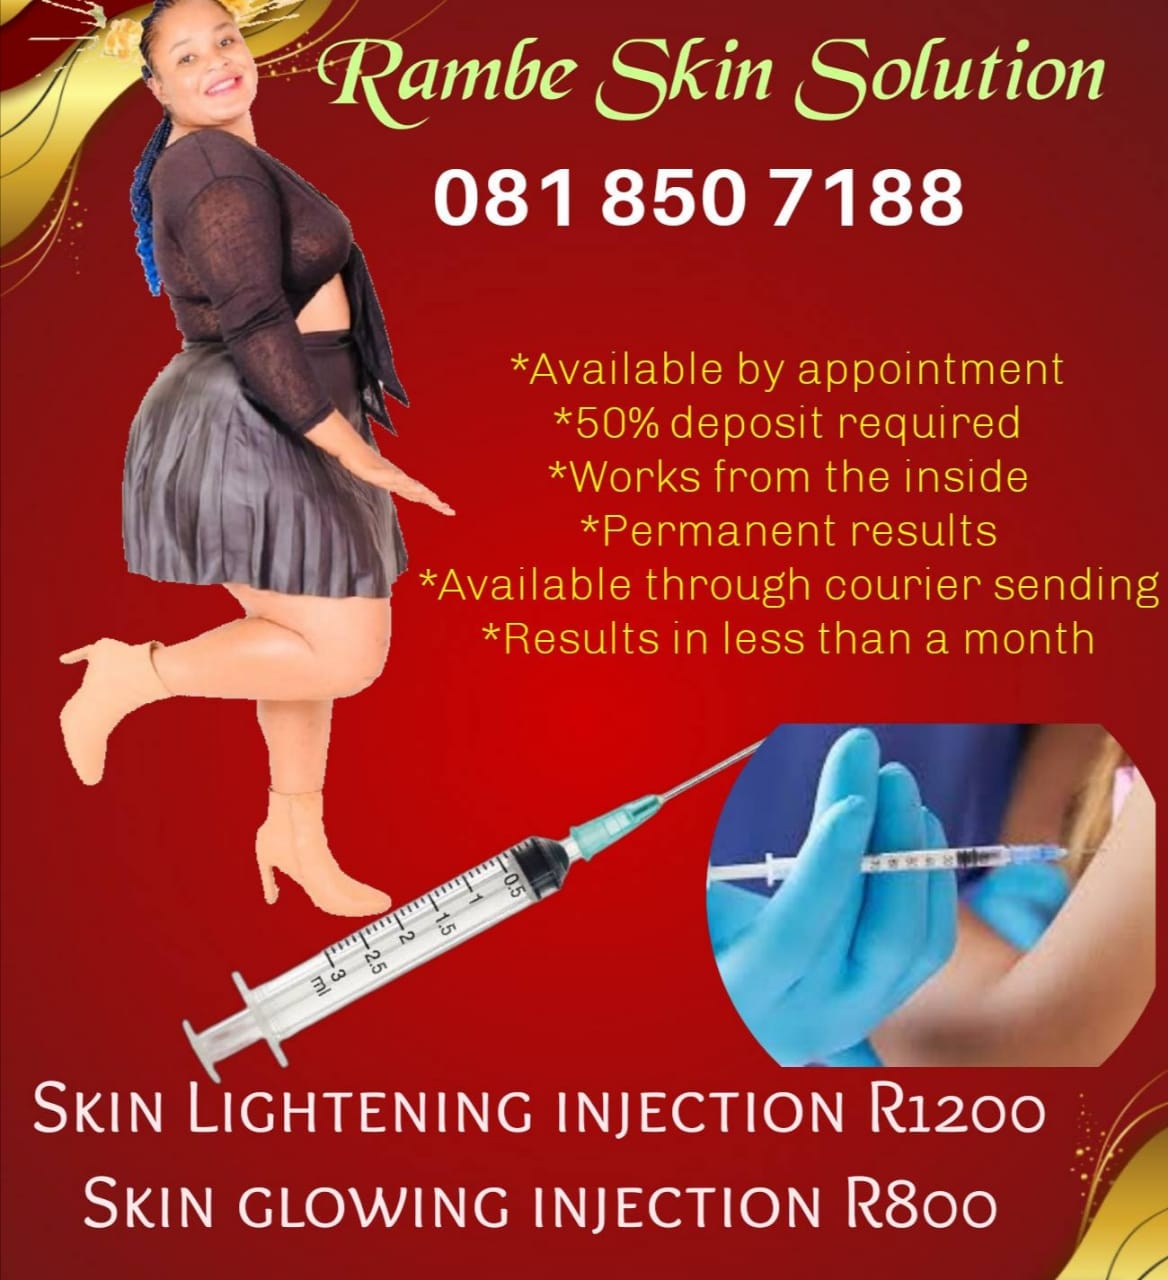 Rambe Skin Solution
081 850 7188
*Available by appointment
*50% deposit required
*Works from the inside
*Permanent results
*Available through courier sending
*Results in less than a month
0.5
1
1.5
2
2.5
3
ml
Skin Lightening injection R1200
Skin glowing injection R800